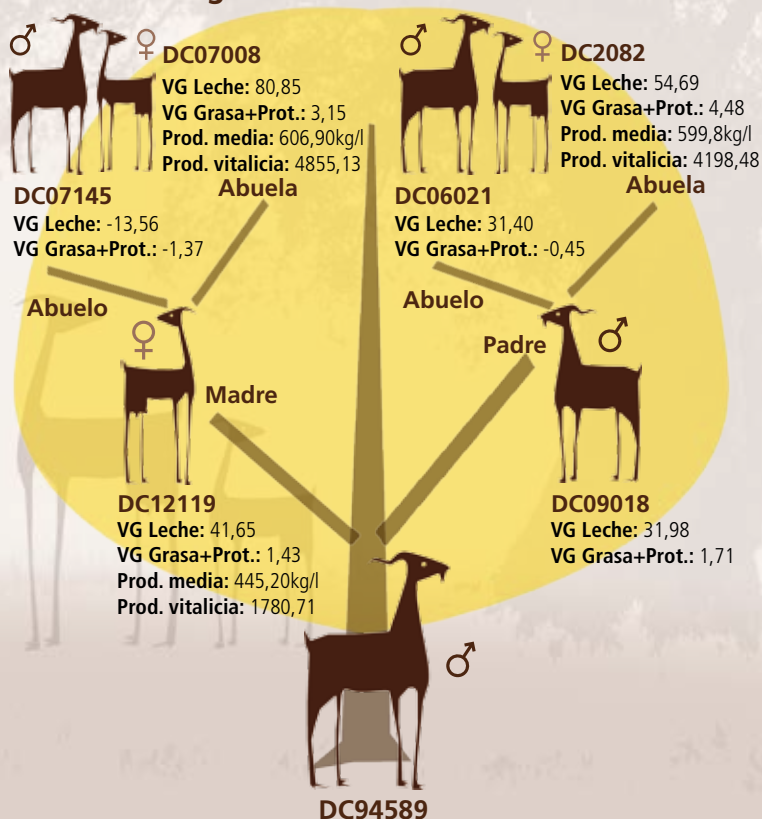 ♂ ♀ DC07008
VG Leche: 80,85
VG Grasa+Prot.: 3,15
Prod. media: 606,90kg/l
Prod. vitalicia: 4855,13
Abuela
DC07145
VG Leche: -13,56
VG Grasa+Prot.: -1,37
Abuelo
♂ ♀ DC2082
VG Leche: 54,69
VG Grasa+Prot.: 4,48
Prod. media: 599,8kg/l
Prod. vitalicia: 4198,48
Abuela
DC06021
VG Leche: 31,40
VG Grasa+Prot.: -0,45
Abuelo
♀
Madre
DC12119
VG Leche: 41,65
VG Grasa+Prot.: 1,43
Prod. media: 445,20kg/l
Prod. vitalicia: 1780,71
Padre ♂
DC09018
VG Leche: 31,98
VG Grasa+Prot.: 1,71
♂
DC94589